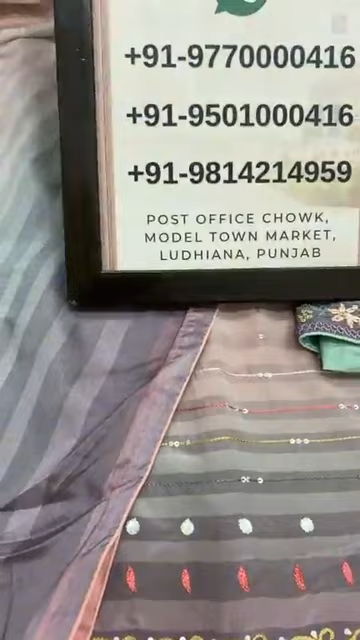 +91-9770000416
+91-9501000416
+91-9814214959
POST OFFICE CHOWK,
MODEL TOWN MARKET,
LUDHIANA, PUNJAB